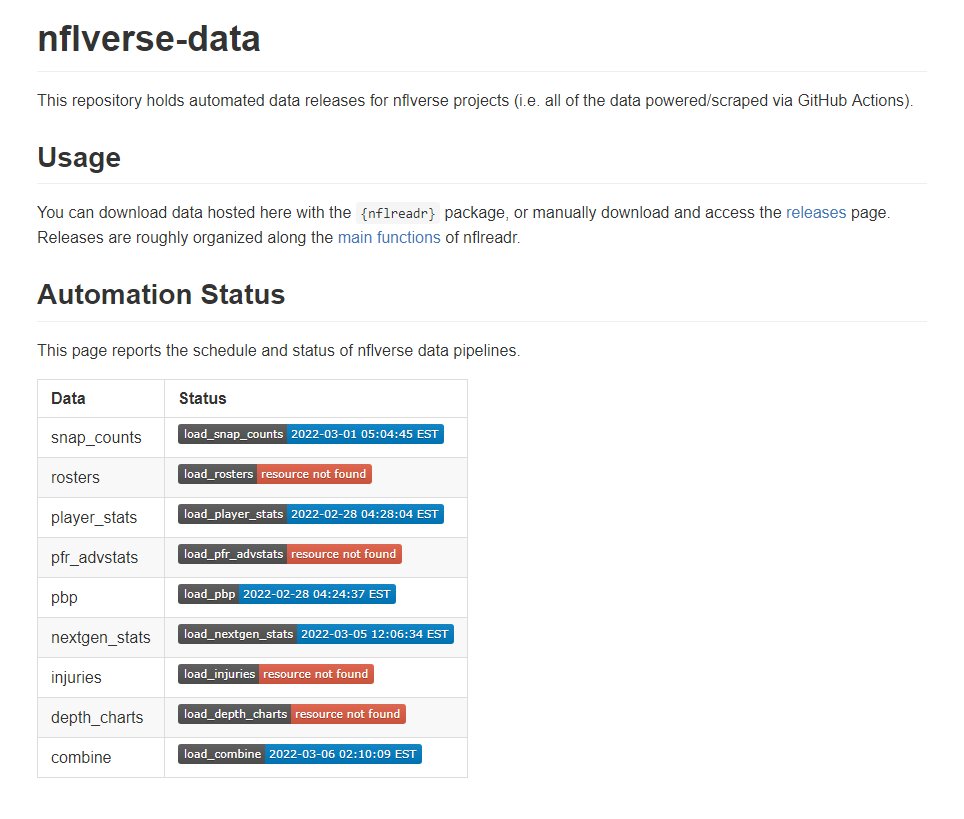 nflverse-data
This repository holds automated data releases for nflverse projects (i.e. all of the data powered/scraped via GitHub Actions).
Usage
You can download data hosted here with the {nflreadr} package, or manually download and access the releases page.
Releases are roughly organized along the main functions of nflreadr.
Automation Status
This page reports the schedule and status of nflverse data pipelines.
Data Status
snap_counts load_snap_counts 2022-03-01 05:04:45 EST
rosters load_rosters resource not found
player_stats load_player_stats 2022-02-28 04:28:04 EST
pfr_advstats load_pfr_advstats resource not found
pbp load_pbp 2022-02-28 04:24:37 EST
nextgen_stats load_nextgen_stats 2022-03-05 12:06:34 EST
injuries load_injuries resource not found
depth_charts load_depth_charts resource not found
combine load_combine 2022-03-06 02:10:09 EST